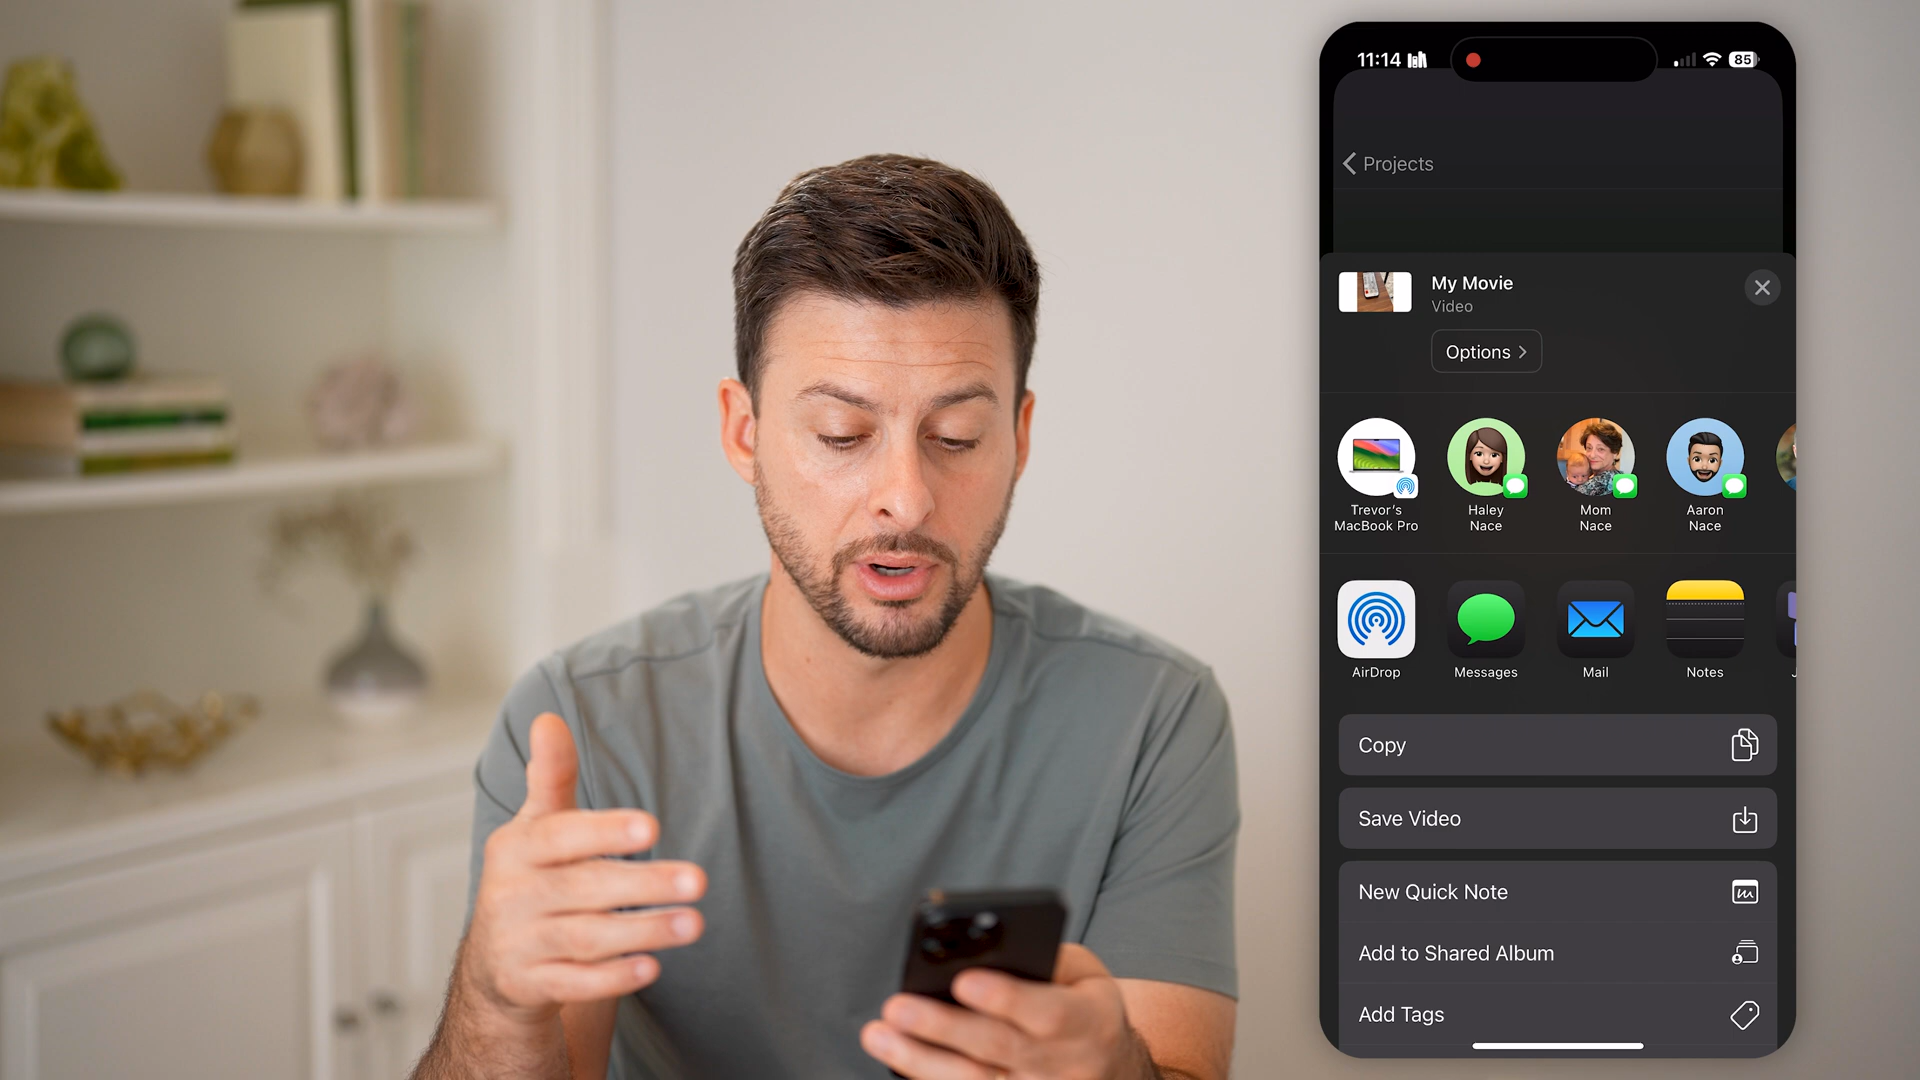 11:14
85
Projects
My Movie
Video
Options
Trevor's
MacBook Pro
Haley
Nace
Mom
Nace
Aaron
Nace
AirDrop
Messages
Mail
Notes
Copy
Save Video
New Quick Note
Add to Shared Album
Add Tags